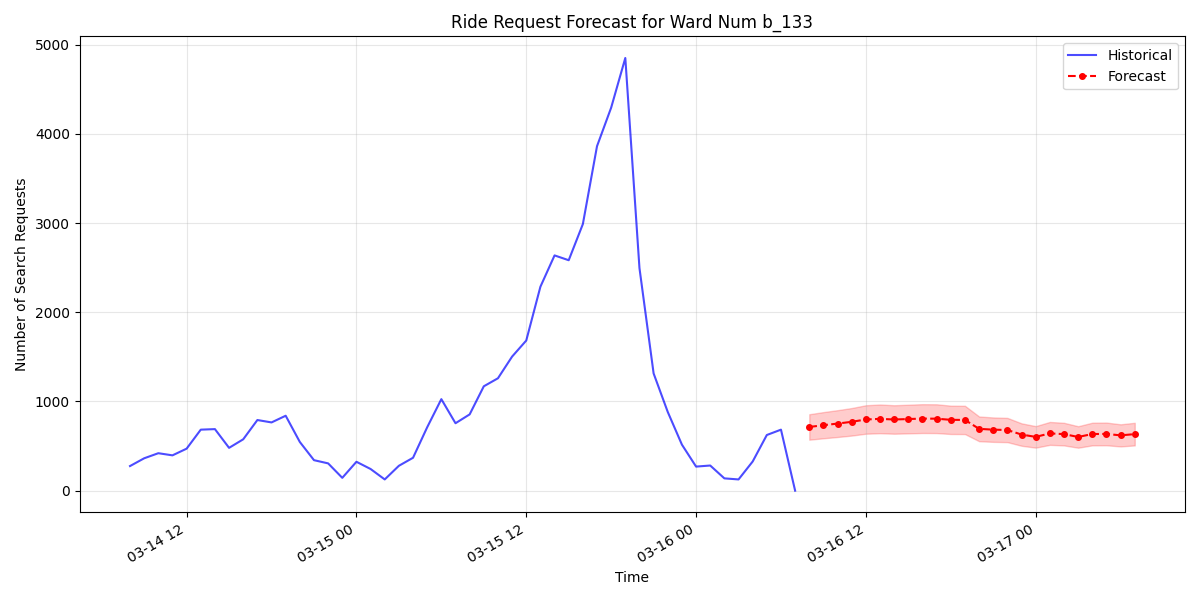 Ride Request Forecast for Ward Num b_133
Historical
Forecast
Number of Search Requests
5000
4000
3000
2000
1000
0
03-14 12
03-15 00
03-15 12
03-16 00
03-16 12
03-17 00
Time